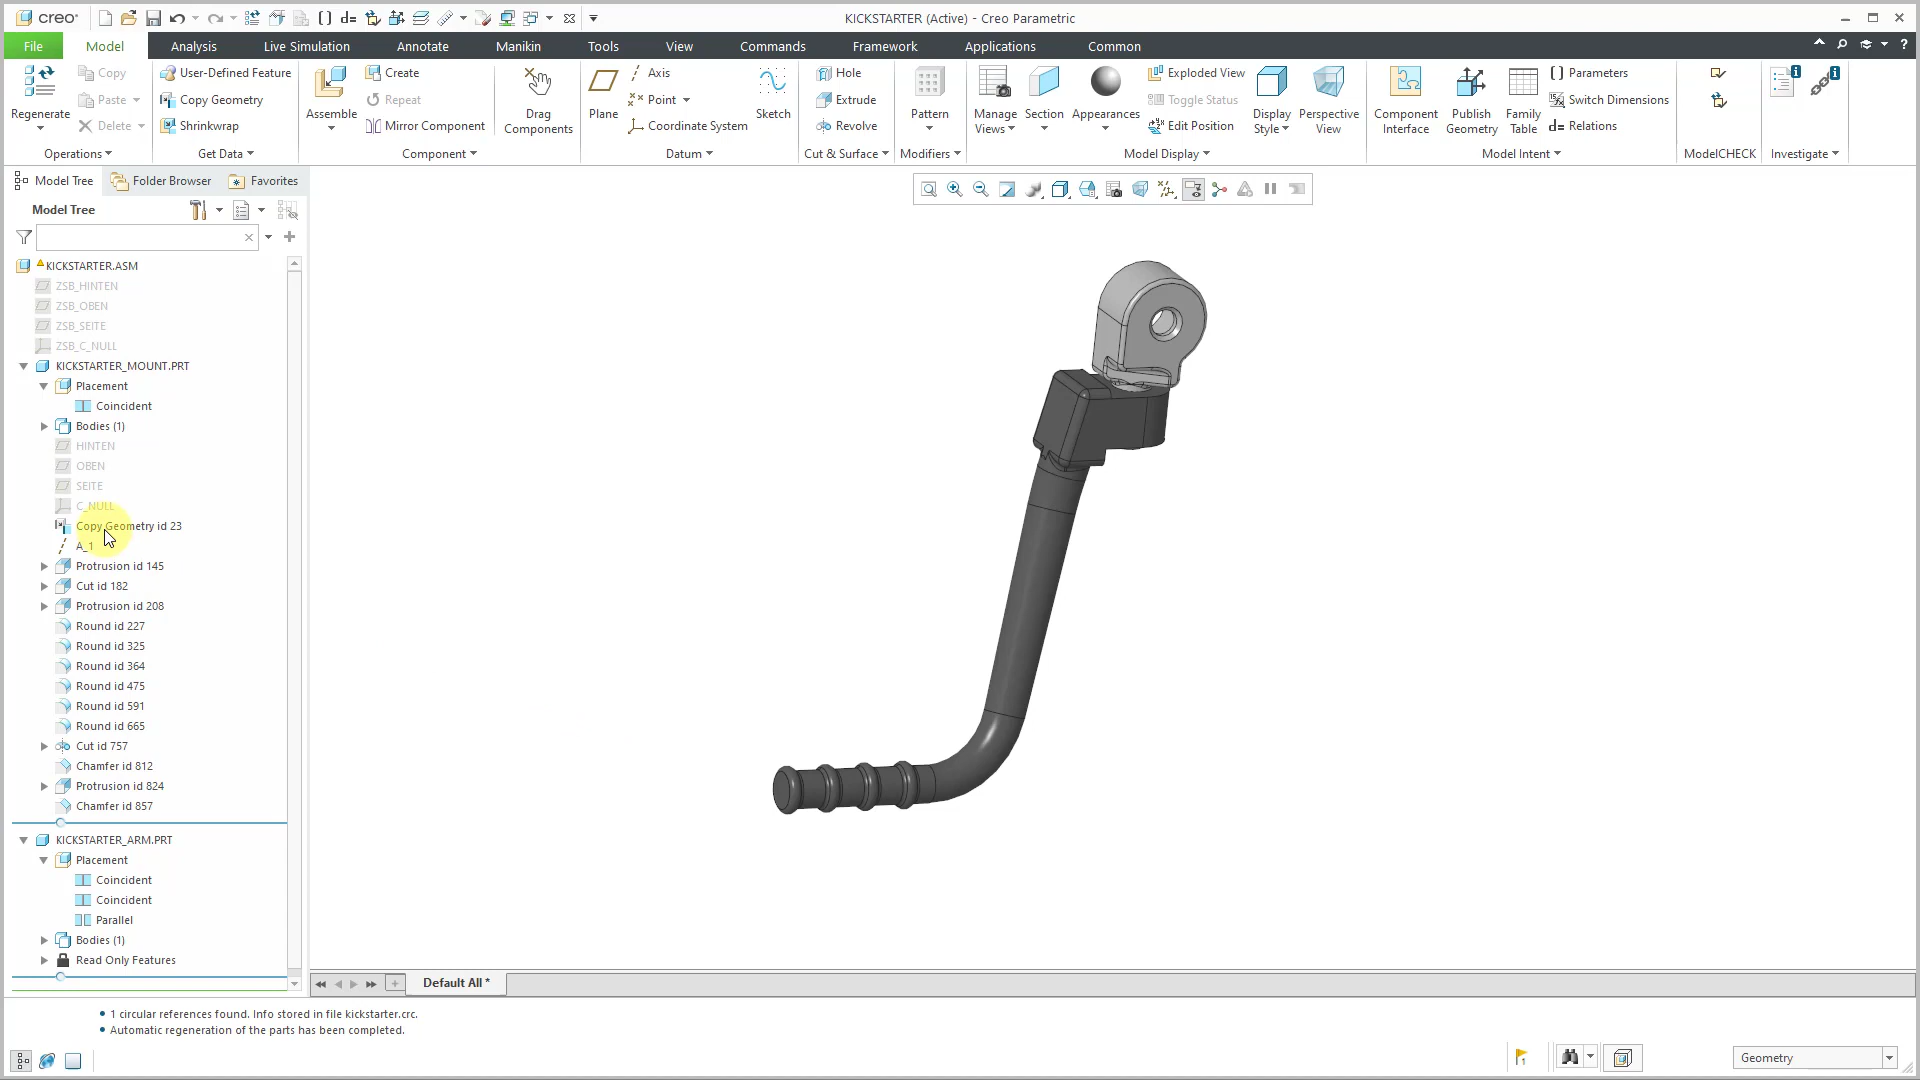 creo KICKSTARTER (Active) - Creo Parametric
File Model Analysis Live Simulation Annotate Manikin Tools View Commands Framework Applications Common
Regenerate Copy Paste Delete Operations
User-Defined Feature Copy Geometry Shrinkwrap Get Data
Assemble Create Repeat Mirror Component Drag Components Component
Plane Axis Point Coordinate System Sketch Datum
Hole Extrude Revolve Cut & Surface
Pattern Modifiers
Manage Views Section Appearances Exploded View Toggle Status Edit Position Display Style Perspective View Model Display
Component Interface Publish Geometry Family Table Parameters Switch Dimensions d= Relations Model Intent
ModelCHECK
Investigate
Model Tree Folder Browser Favorites
Model Tree
KICKSTARTER.ASM
ZSB_HINTEN
ZSB_OBEN
ZSB_SEITE
ZSB_C_NULL
KICKSTARTER_MOUNT.PRT
Placement
Coincident
Bodies (1)
HINTEN
OBEN
SEITE
C_NULL
Copy Geometry id 23
A_1
Protrusion id 145
Cut id 182
Protrusion id 208
Round id 227
Round id 325
Round id 364
Round id 475
Round id 591
Round id 665
Cut id 757
Chamfer id 812
Protrusion id 824
Chamfer id 857
KICKSTARTER_ARM.PRT
Placement
Coincident
Coincident
Parallel
Bodies (1)
Read Only Features
Default All *
1 circular references found. Info stored in file kickstarter.crc.
Automatic regeneration of the parts has been completed.
Geometry